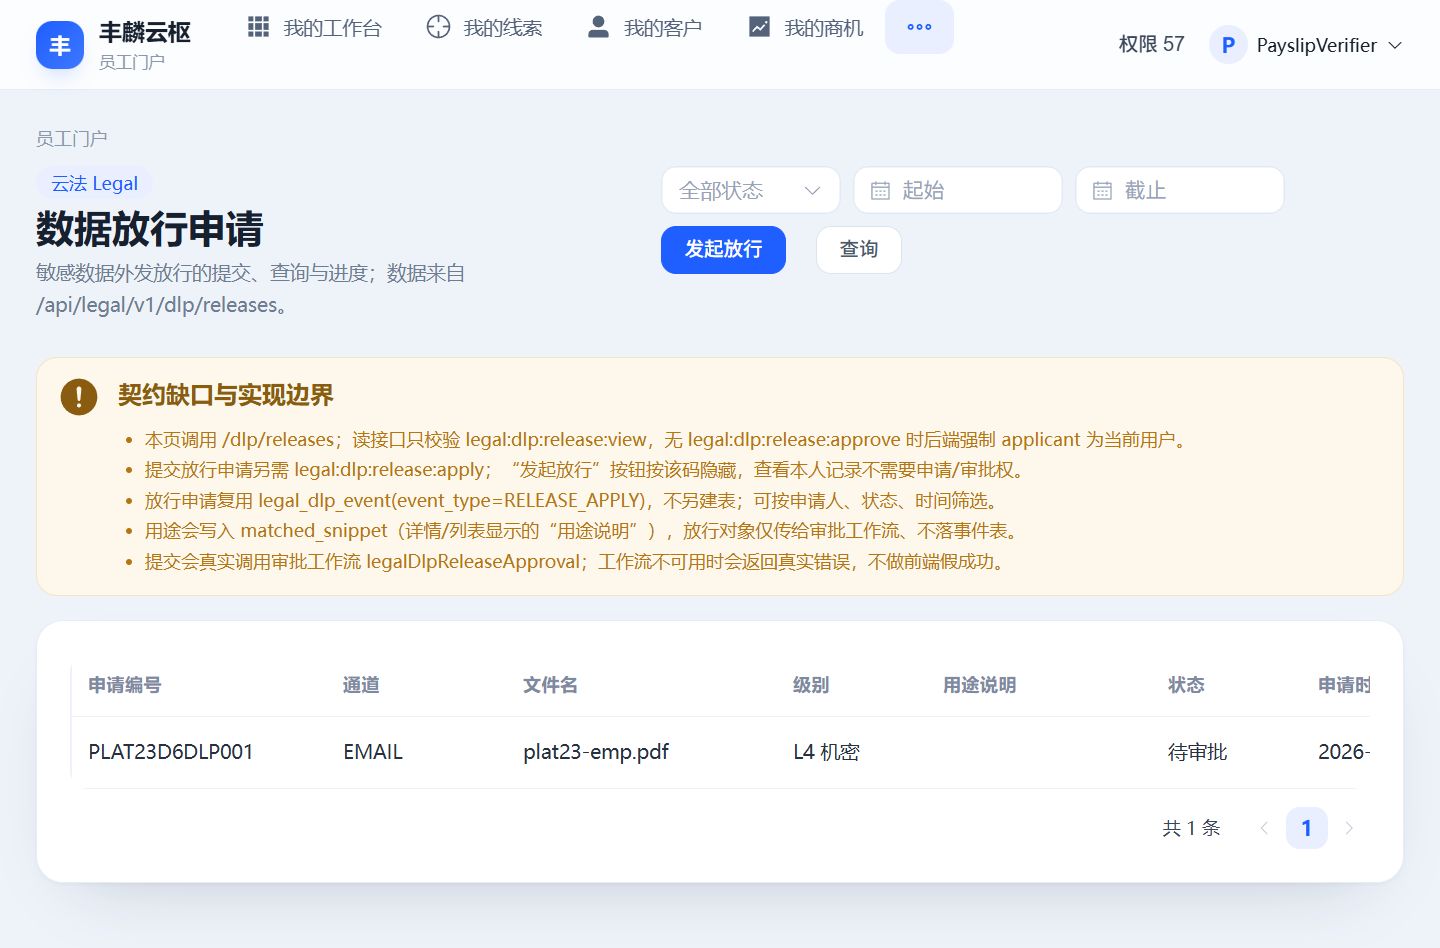 丰
丰麟云枢
员工门户
我的工作台
我的线索
我的客户
我的商机
权限 57
P
PayslipVerifier
员工门户
云法 Legal
数据放行申请
敏感数据外发放行的提交、查询与进度；数据来自
/api/legal/v1/dlp/releases。
全部状态
起始
截止
发起放行
查询
契约缺口与实现边界
本页调用 /dlp/releases；读接口只校验 legal:dlp:release:view，无 legal:dlp:release:approve 时后端强制 applicant 为当前用户。
提交放行申请另需 legal:dlp:release:apply；“发起放行”按钮按该码隐藏，查看本人记录不需要申请/审批权。
放行申请复用 legal_dlp_event(event_type=RELEASE_APPLY)，不另建表；可按申请人、状态、时间筛选。
用途会写入 matched_snippet（详情/列表显示的“用途说明”），放行对象仅传给审批工作流、不落事件表。
提交会真实调用审批工作流 legalDlpReleaseApproval；工作流不可用时会返回真实错误，不做前端假成功。
申请编号 通道 文件名 级别 用途说明 状态 申请时
PLAT23D6DLP001 EMAIL plat23-emp.pdf L4 机密 待审批 2026-
共 1 条
1